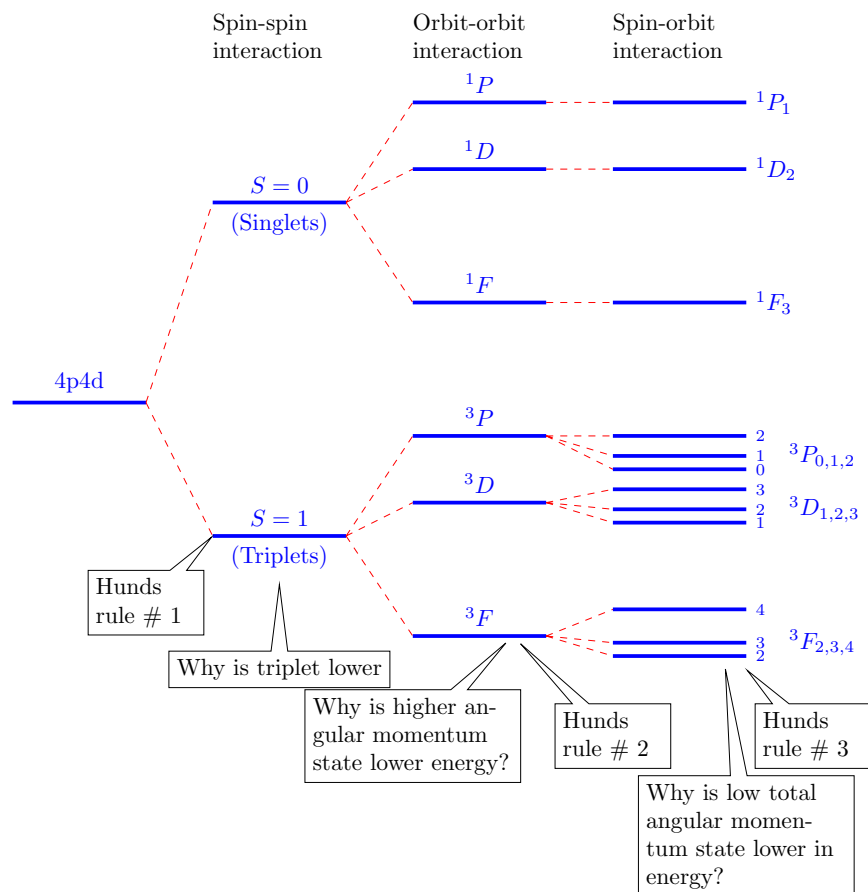 Spin-spin
interaction
Orbit-orbit
interaction
Spin-orbit
interaction
¹P
¹P₁
¹D
¹D₂
S = 0
(Singlets)
¹F
¹F₃
4p4d
³P
2
1
0
³P₀,₁,₂
³D
3
2
1
³D₁,₂,₃
S = 1
(Triplets)
Hunds
rule # 1
³F
4
3
2
³F₂,₃,₄
Why is triplet lower
Why is higher an-
gular momentum
state lower energy?
Hunds
rule # 2
Hunds
rule # 3
Why is low total
angular momen-
tum state lower in
energy?